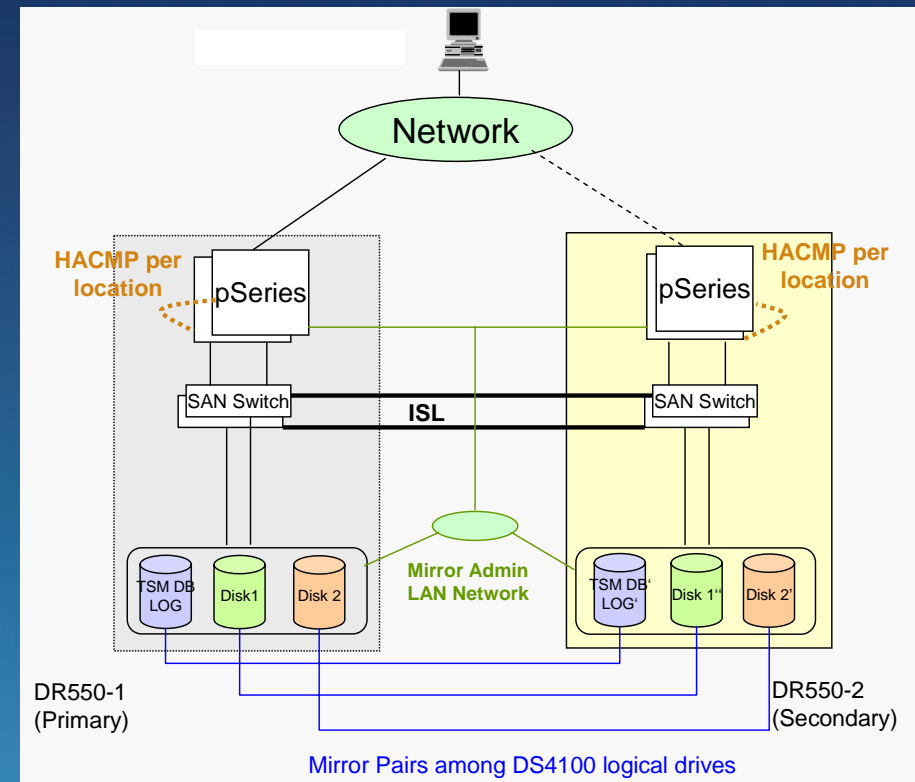 Network
HACMP per
location
pSeries
pSeries
HACMP per
location
SAN Switch
ISL
SAN Switch
Mirror Admin
LAN Network
TSM DB
LOG
Disk1
Disk 2
TSM DB‘
LOG‘
Disk 1“
Disk 2’
DR550-1
(Primary)
DR550-2
(Secondary)
Mirror Pairs among DS4100 logical drives